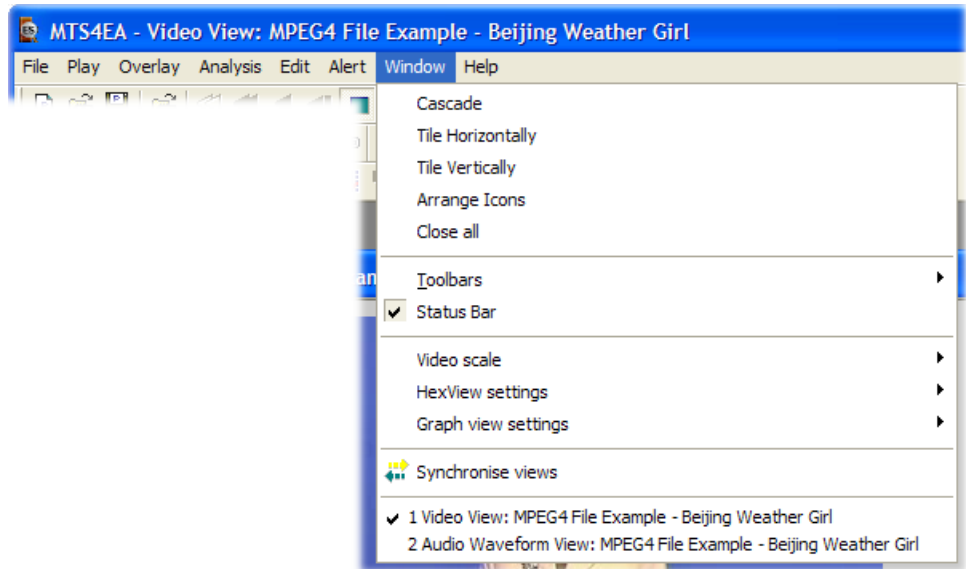 MTS4EA - Video View: MPEG4 File Example - Beijing Weather Girl
File Play Overlay Analysis Edit Alert Window Help
Cascade
Tile Horizontally
Tile Vertically
Arrange Icons
Close all
Toolbars
Status Bar
Video scale
HexView settings
Graph view settings
Synchronise views
1 Video View: MPEG4 File Example - Beijing Weather Girl
2 Audio Waveform View: MPEG4 File Example - Beijing Weather Girl